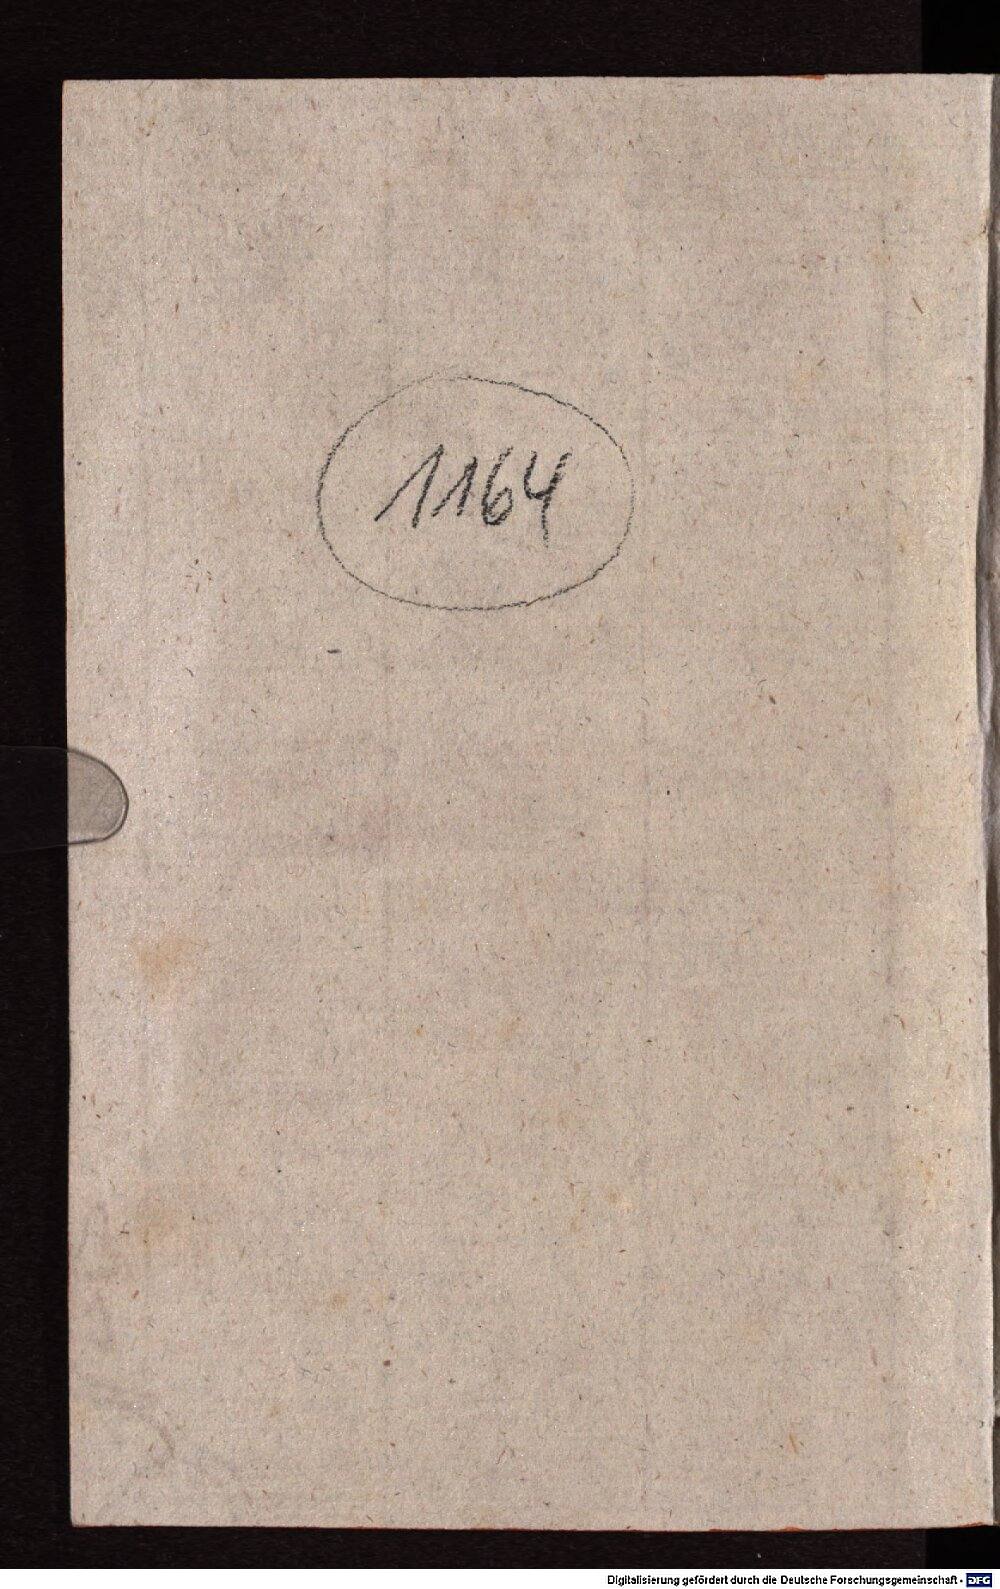 1164
Digitalisierung gefördert durch die Deutsche Forschungsgemeinschaft - DFG